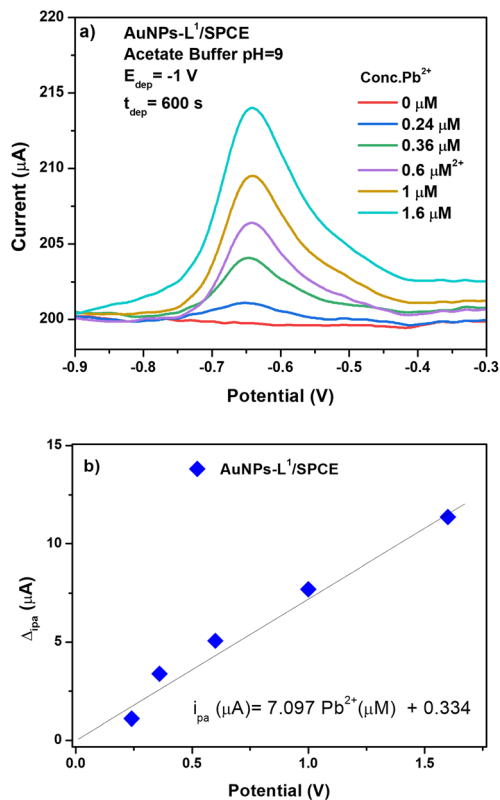 a)
AuNPs-L¹/SPCE
Acetate Buffer pH=9
E_dep= -1 V
t_dep= 600 s
Conc.Pb²⁺
0 μM
0.24 μM
0.36 μM
0.6 μM²⁺
1 μM
1.6 μM
220
215
210
205
200
Current (μA)
-0.9 -0.8 -0.7 -0.6 -0.5 -0.4 -0.3
Potential (V)
b)
AuNPs-L¹/SPCE
15
10
5
0
Δ_ipa (μA)
i_pa (μA)= 7.097 Pb²⁺(μM) + 0.334
0.0 0.5 1.0 1.5
Potential (V)